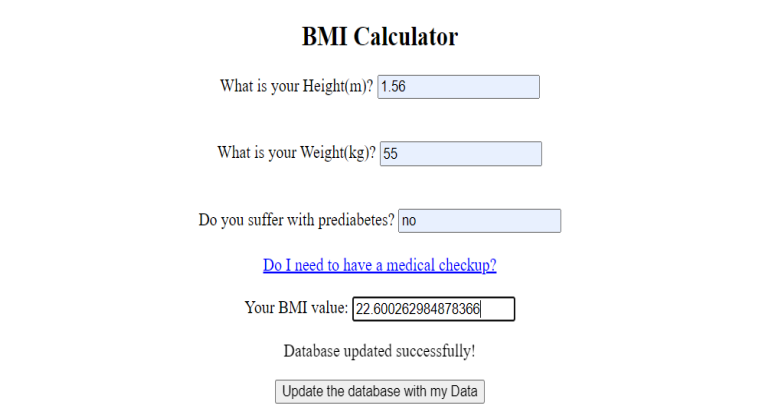 BMI Calculator
What is your Height(m)? 1.56
What is your Weight(kg)? 55
Do you suffer with prediabetes? no
Do I need to have a medical checkup?
Your BMI value: 22.600262984878366
Database updated successfully!
Update the database with my Data